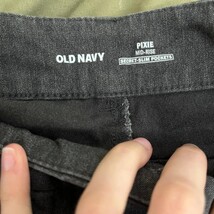 OLD NAVY
PIXIE
MID-RISE
SECRET-SLIM POCKETS